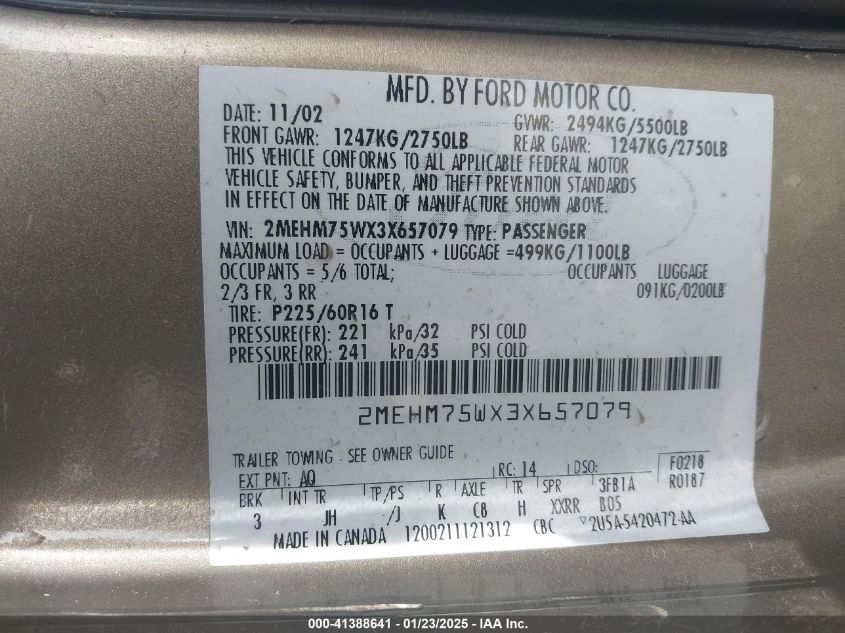 MFD. BY FORD MOTOR CO.
DATE: 11/02 GVWR: 2494KG/5500LB
FRONT GAWR: 1247KG/2750LB REAR GAWR: 1247KG/2750LB
THIS VEHICLE CONFORMS TO ALL APPLICABLE FEDERAL MOTOR
VEHICLE SAFETY, BUMPER, AND THEFT PREVENTION STANDARDS
IN EFFECT ON THE DATE OF MANUFACTURE SHOWN ABOVE.
VIN: 2MEHM75WX3X657079 TYPE: PASSENGER
MAXIMUM LOAD = OCCUPANTS + LUGGAGE =499KG/1100LB
OCCUPANTS = 5/6 TOTAL; OCCUPANTS LUGGAGE
2/3 FR, 3 RR 091KG/0200LB
TIRE: P225/60R16 T
PRESSURE(FR): 221 kPa/32 PSI COLD
PRESSURE(RR): 241 kPa/35 PSI COLD
2MEHM75WX3X657079
TRAILER TOWING - SEE OWNER GUIDE
EXT PNT: AQ RC: 14 DSO: F0218
BRK INT TR TP/PS R AXLE TR SPR 3FB1A R0187
3 JH /J K C8 H XXRR B05
MADE IN CANADA 1200211121312 CBC 2U5A-5420472-AA
000-41388641 - 01/23/2025 - IAA Inc.